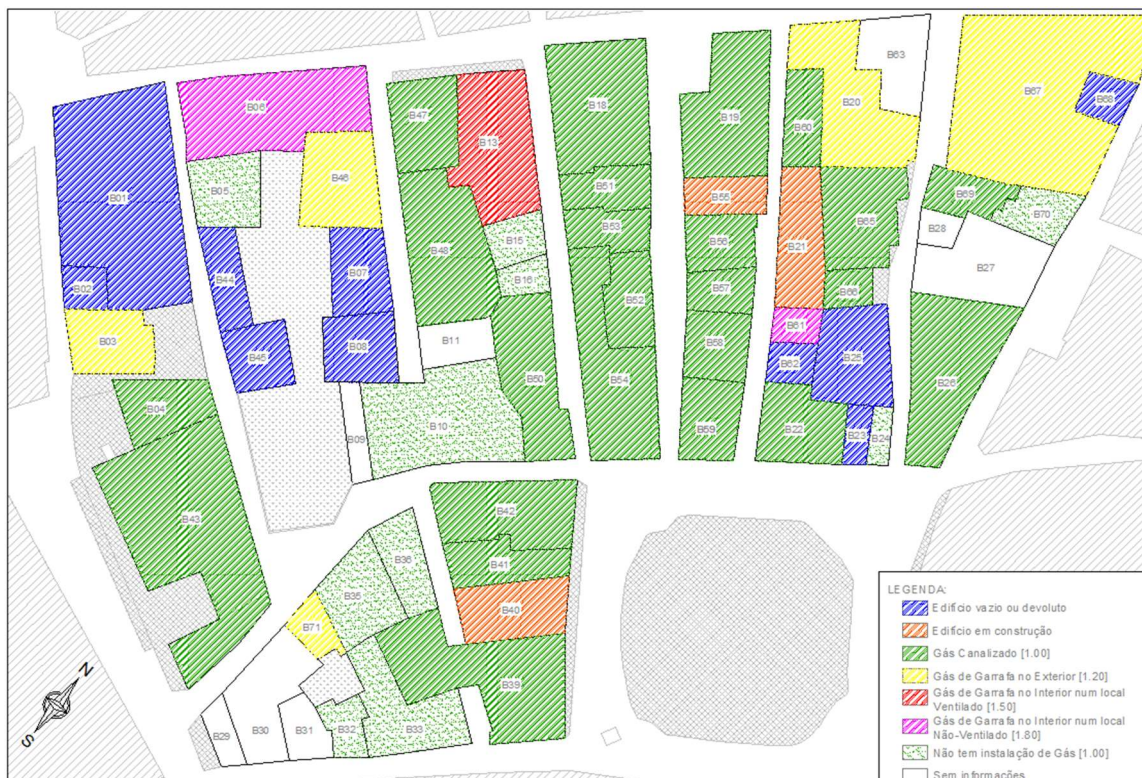 B63
B67
B20
B69
B06
B18
B19
B47
B60
B13
B46
B05
B51
B69
B01
B55
B70
B53
B65
B28
B15
B56
B21
B48
B44
B07
B16
B27
B02
B57
B66
B52
B61
B11
B03
B08
B45
B58
B62
B25
B50
B54
B26
B04
B10
B59
B22
B23
B24
B09
B42
B43
B36
B41
B35
B40
B71
B39
B29
B30
B31
B32
B33
N
S
LEGENDA:
Edifício vazio ou devoluto
Edifício em construção
Gás Canalizado [1.00]
Gás de Garrafa no Exterior [1.20]
Gás de Garrafa no Interior num local
Ventilado [1.50]
Gás de Garrafa no Interior num local
Não-Ventilado [1.80]
Não tem instalação de Gás [1.00]
Sem informações